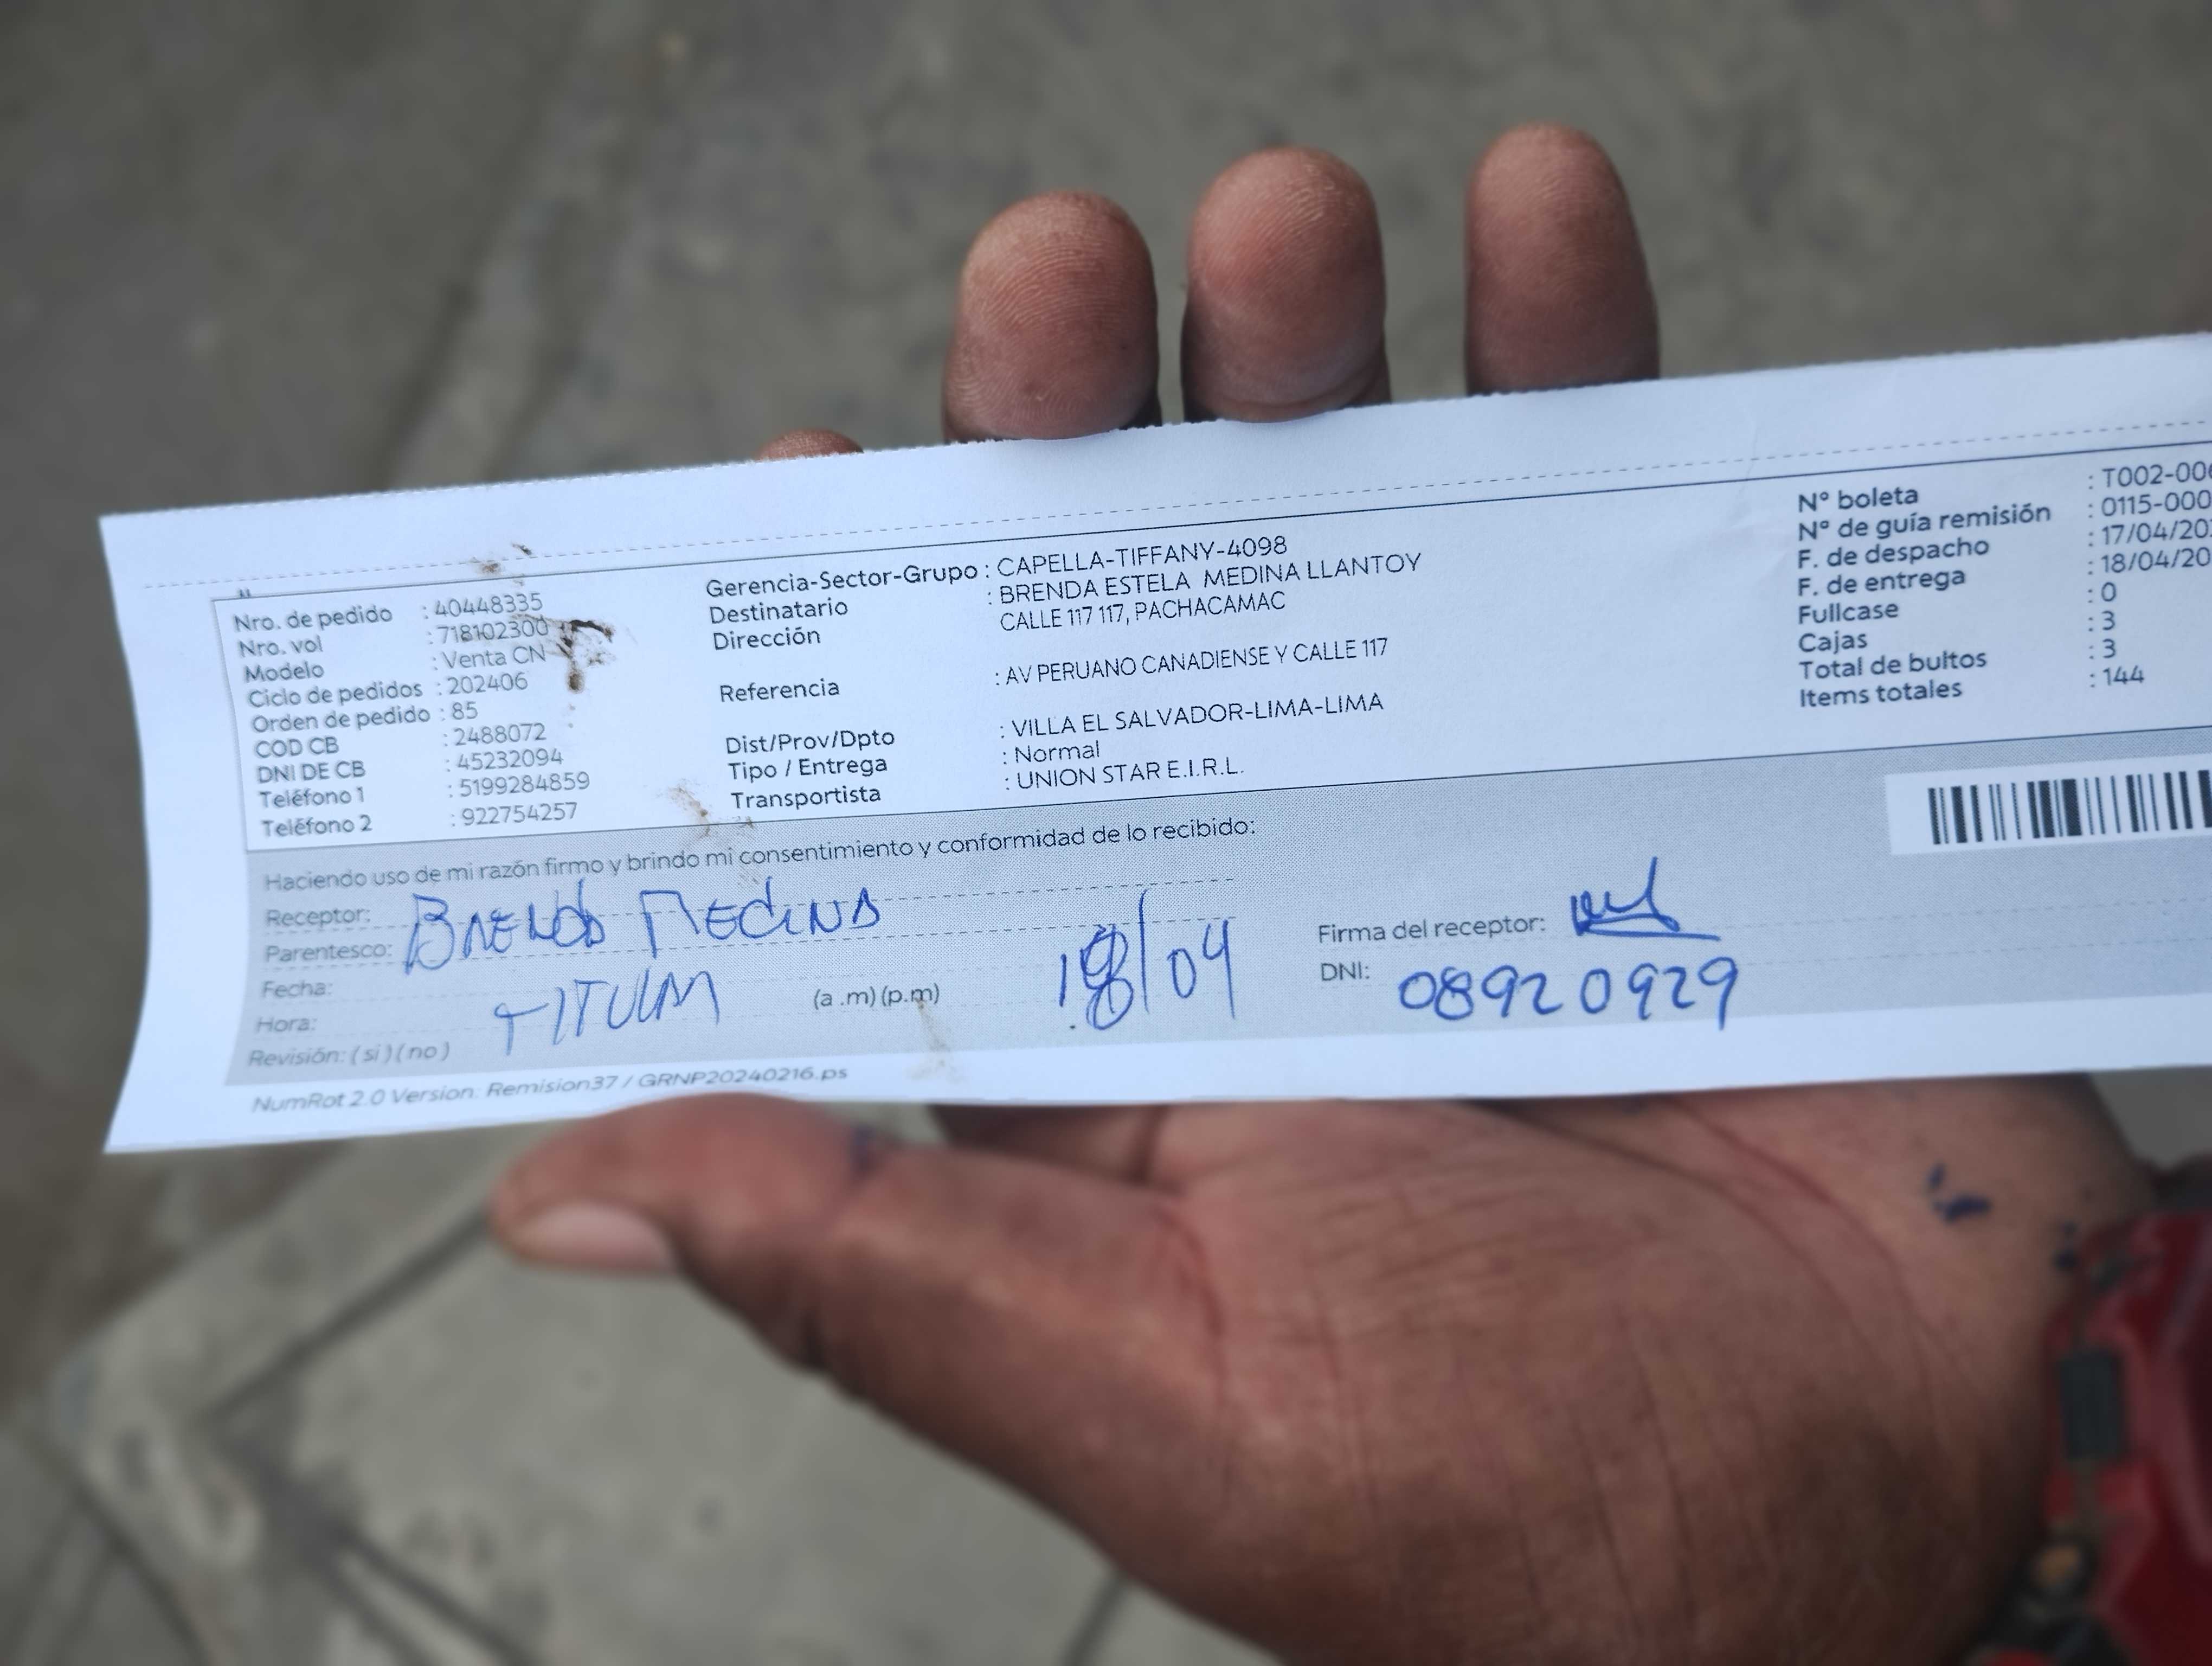 Nro. de pedido : 40448335
Nro. vol : 718102300
Modelo : Venta CN
Ciclo de pedidos : 202406
Orden de pedido : 85
COD CB : 2488072
DNI DE CB : 45232094
Teléfono 1 : 5199284859
Teléfono 2 : 922754257
Gerencia-Sector-Grupo : CAPELLA-TIFFANY-4098
Destinatario : BRENDA ESTELA MEDINA LLANTOY
Dirección CALLE 117 117, PACHACAMAC
Referencia : AV PERUANO CANADIENSE Y CALLE 117
Dist/Prov/Dpto : VILLA EL SALVADOR-LIMA-LIMA
Tipo / Entrega : Normal
Transportista : UNION STAR E.I.R.L.
N° boleta : T002-00
N° de guía remisión : 0115-000
F. de despacho : 17/04/20
F. de entrega : 18/04/20
Fullcase : 0
Cajas : 3
Total de bultos : 3
Items totales : 144
Haciendo uso de mi razón firmo y brindo mi consentimiento y conformidad de lo recibido:
Receptor: BRENDA MEDINA
Parentesco:
Fecha: 18/04
Hora: (a .m) (p.m)
Revisión: ( si ) ( no )
Firma del receptor:
DNI: 08920929
NumRot 2.0 Version: Remision37 / GRNP20240216.ps